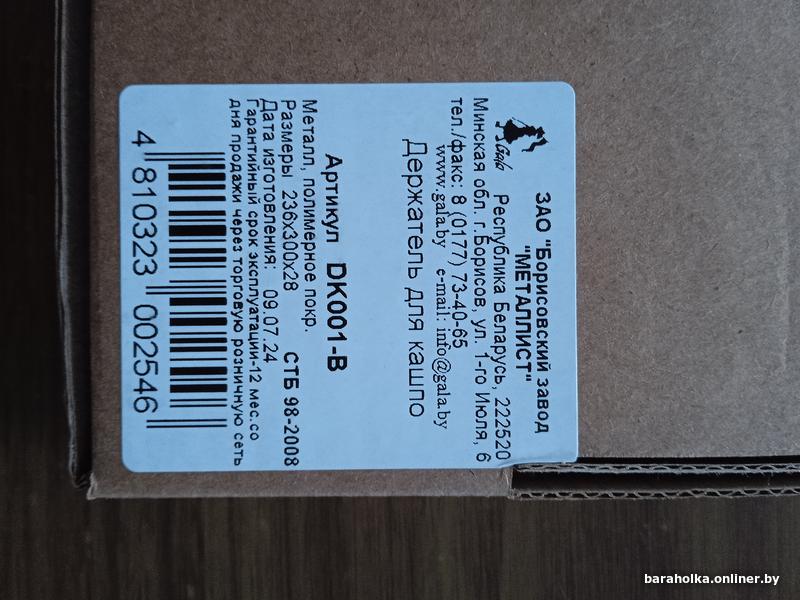 Gala
ЗАО "Борисовский завод
"МЕТАЛЛИСТ"
Республика Беларусь, 222520
Минская обл. г.Борисов, ул. 1-го Июля, 6
тел./факс: 8 (0177) 73-40-65
www.gala.by e-mail: info@gala.by
Держатель для кашпо
Артикул DK001-B
Металл, полимерное покр.
Размеры 236х300х28 СТБ 98-2008
Дата изготовления: 09.07.24
Гарантийный срок эксплуатации-12 мес.со
дня продажи через торговую розничную сеть
4 810323 002546
baraholka.onliner.by